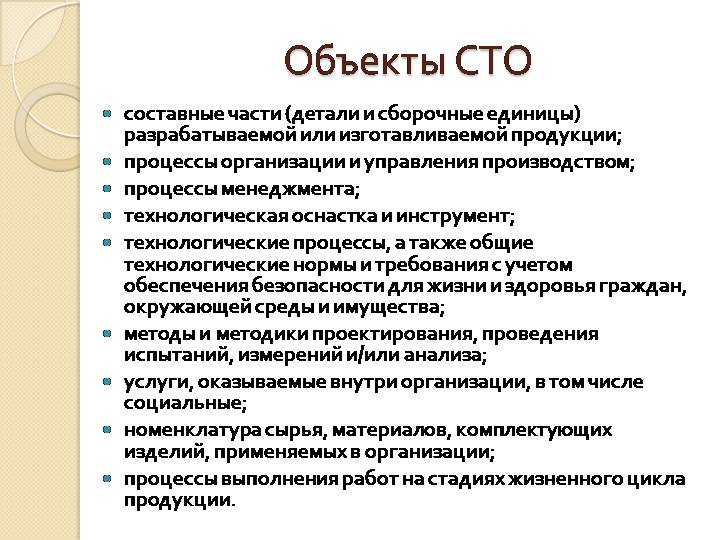 Объекты СТО
составные части (детали и сборочные единицы)
разрабатываемой или изготавливаемой продукции;
процессы организации и управления производством;
процессы менеджмента;
технологическая оснастка и инструмент;
технологические процессы, а также общие
технологические нормы и требования с учетом
обеспечения безопасности для жизни и здоровья граждан,
окружающей среды и имущества;
методы и методики проектирования, проведения
испытаний, измерений и/или анализа;
услуги, оказываемые внутри организации, в том числе
социальные;
номенклатура сырья, материалов, комплектующих
изделий, применяемых в организации;
процессы выполнения работ на стадиях жизненного цикла
продукции.